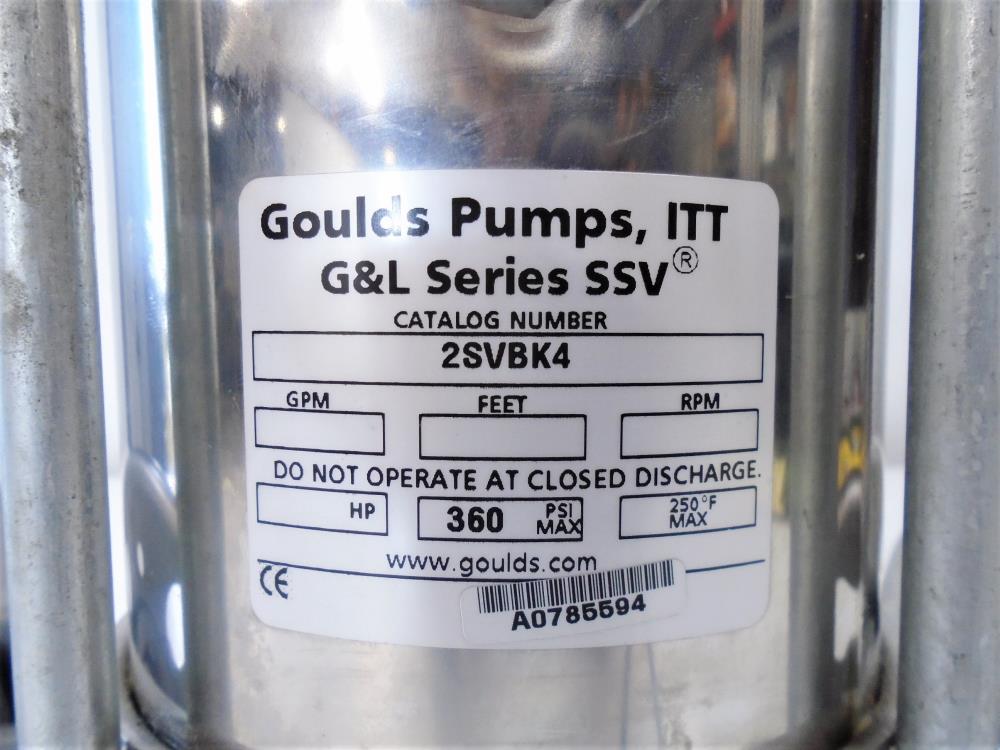 Goulds Pumps, ITT
G&L Series SSV®
CATALOG NUMBER
2SVBK4
GPM FEET RPM
DO NOT OPERATE AT CLOSED DISCHARGE.
HP 360 PSI MAX 250°F MAX
www.goulds.com
CE
A0785594